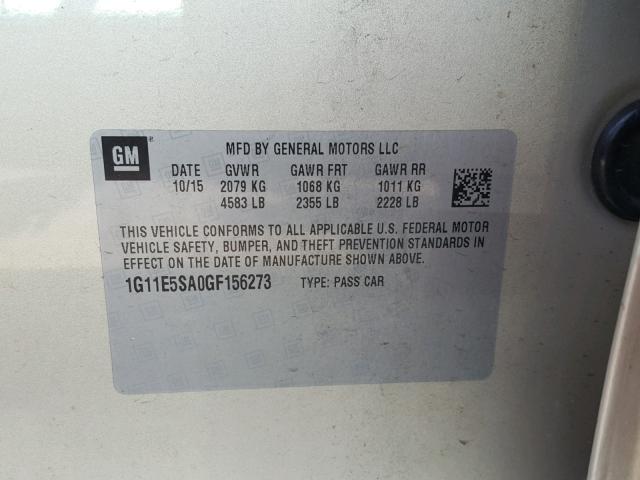 GM
MFD BY GENERAL MOTORS LLC
DATE GVWR GAWR FRT GAWR RR
10/15 2079 KG 1068 KG 1011 KG
4583 LB 2355 LB 2228 LB
THIS VEHICLE CONFORMS TO ALL APPLICABLE U.S. FEDERAL MOTOR
VEHICLE SAFETY, BUMPER, AND THEFT PREVENTION STANDARDS IN
EFFECT ON THE DATE OF MANUFACTURE SHOWN ABOVE.
1G11E5SA0GF156273 TYPE: PASS CAR